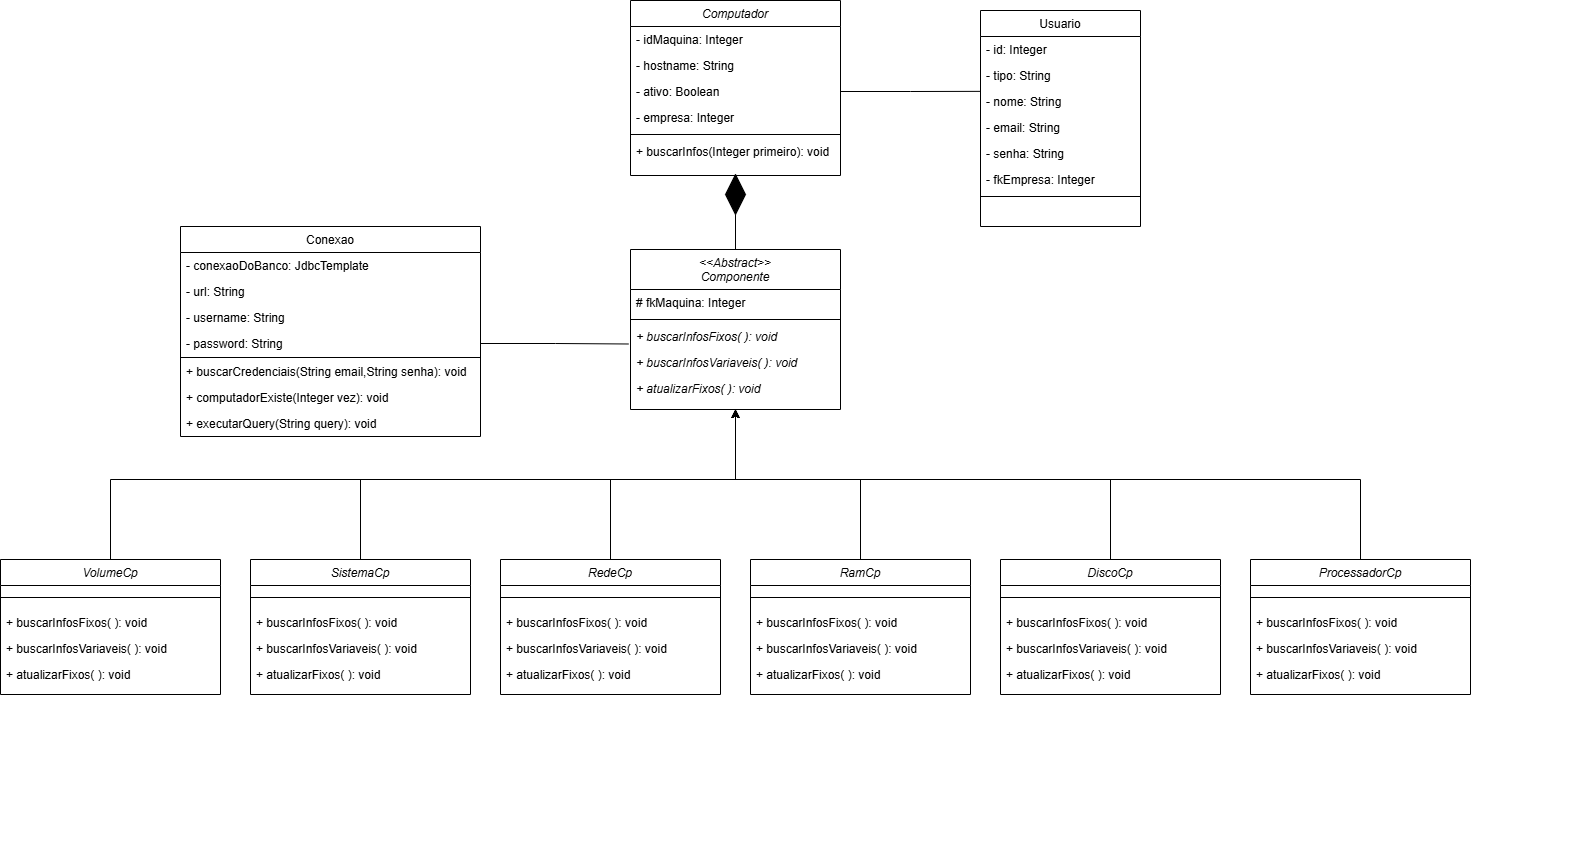 Computador
- idMaquina: Integer
- hostname: String
- ativo: Boolean
- empresa: Integer
+ buscarInfos(Integer primeiro): void
Usuario
- id: Integer
- tipo: String
- nome: String
- email: String
- senha: String
- fkEmpresa: Integer
Conexao
- conexaoDoBanco: JdbcTemplate
- url: String
- username: String
- password: String
+ buscarCredenciais(String email,String senha): void
+ computadorExiste(Integer vez): void
+ executarQuery(String query): void
<<Abstract>>
Componente
# fkMaquina: Integer
+ buscarInfosFixos( ): void
+ buscarInfosVariaveis( ): void
+ atualizarFixos( ): void
VolumeCp
+ buscarInfosFixos( ): void
+ buscarInfosVariaveis( ): void
+ atualizarFixos( ): void
SistemaCp
+ buscarInfosFixos( ): void
+ buscarInfosVariaveis( ): void
+ atualizarFixos( ): void
RedeCp
+ buscarInfosFixos( ): void
+ buscarInfosVariaveis( ): void
+ atualizarFixos( ): void
RamCp
+ buscarInfosFixos( ): void
+ buscarInfosVariaveis( ): void
+ atualizarFixos( ): void
DiscoCp
+ buscarInfosFixos( ): void
+ buscarInfosVariaveis( ): void
+ atualizarFixos( ): void
ProcessadorCp
+ buscarInfosFixos( ): void
+ buscarInfosVariaveis( ): void
+ atualizarFixos( ): void